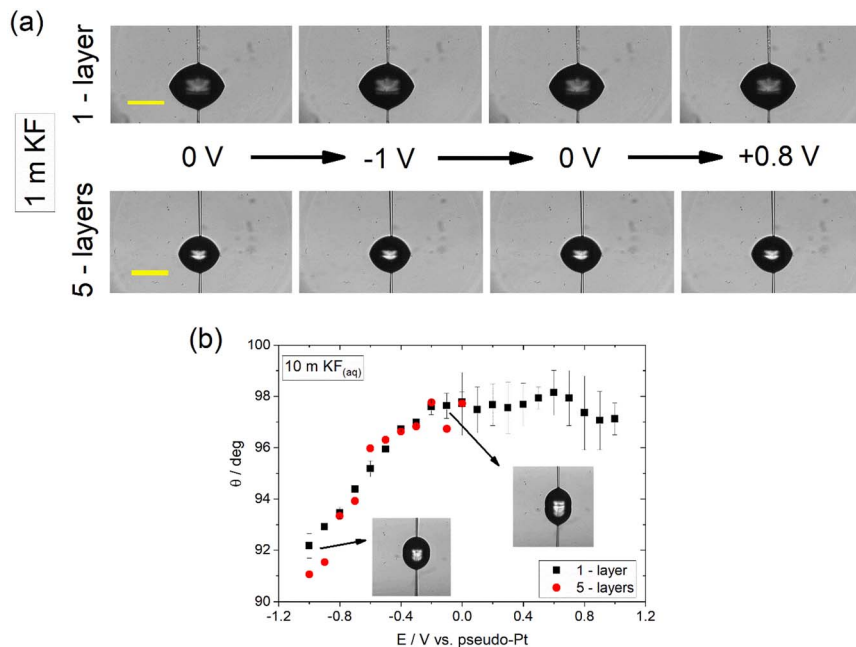 (a)
1 m KF
1 - layer
0 V
-1 V
0 V
+0.8 V
5 - layers
(b)
10 m KF(aq)
θ / deg
100
98
96
94
92
90
-1.2
-0.8
-0.4
0.0
0.4
0.8
1.2
E / V vs. pseudo-Pt
1 - layer
5 - layers